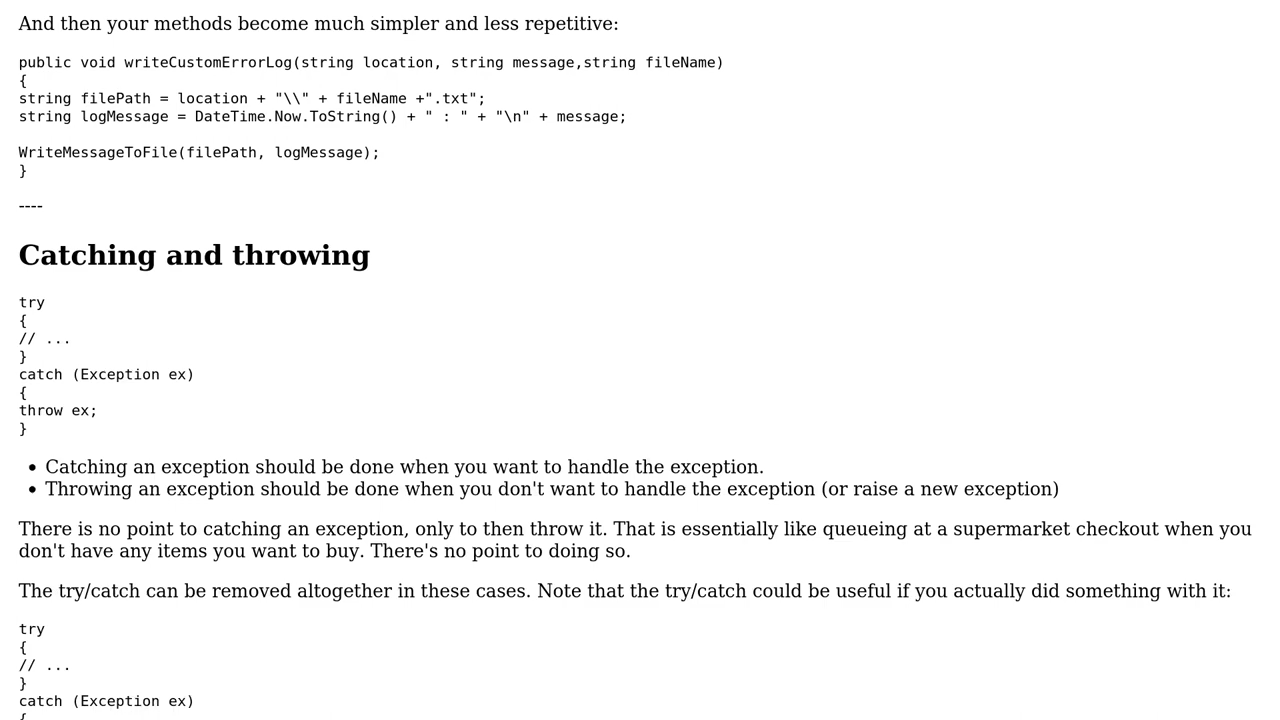 And then your methods become much simpler and less repetitive:
public void writeCustomErrorLog(string location, string message,string fileName)
{
string filePath = location + "\\" + fileName +".txt";
string logMessage = DateTime.Now.ToString() + " : " + "\n" + message;
WriteMessageToFile(filePath, logMessage);
}
----
Catching and throwing
try
{
// ...
}
catch (Exception ex)
{
throw ex;
}
• Catching an exception should be done when you want to handle the exception.
• Throwing an exception should be done when you don't want to handle the exception (or raise a new exception)
There is no point to catching an exception, only to then throw it. That is essentially like queueing at a supermarket checkout when you
don't have any items you want to buy. There's no point to doing so.
The try/catch can be removed altogether in these cases. Note that the try/catch could be useful if you actually did something with it:
try
{
// ...
}
catch (Exception ex)
{